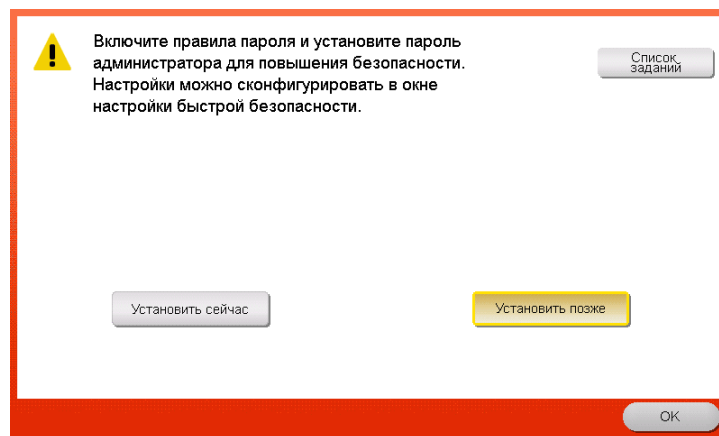 Включите правила пароля и установите пароль
администратора для повышения безопасности.
Настройки можно сконфигурировать в окне
настройки быстрой безопасности.
Список
заданий
Установить сейчас
Установить позже
OK